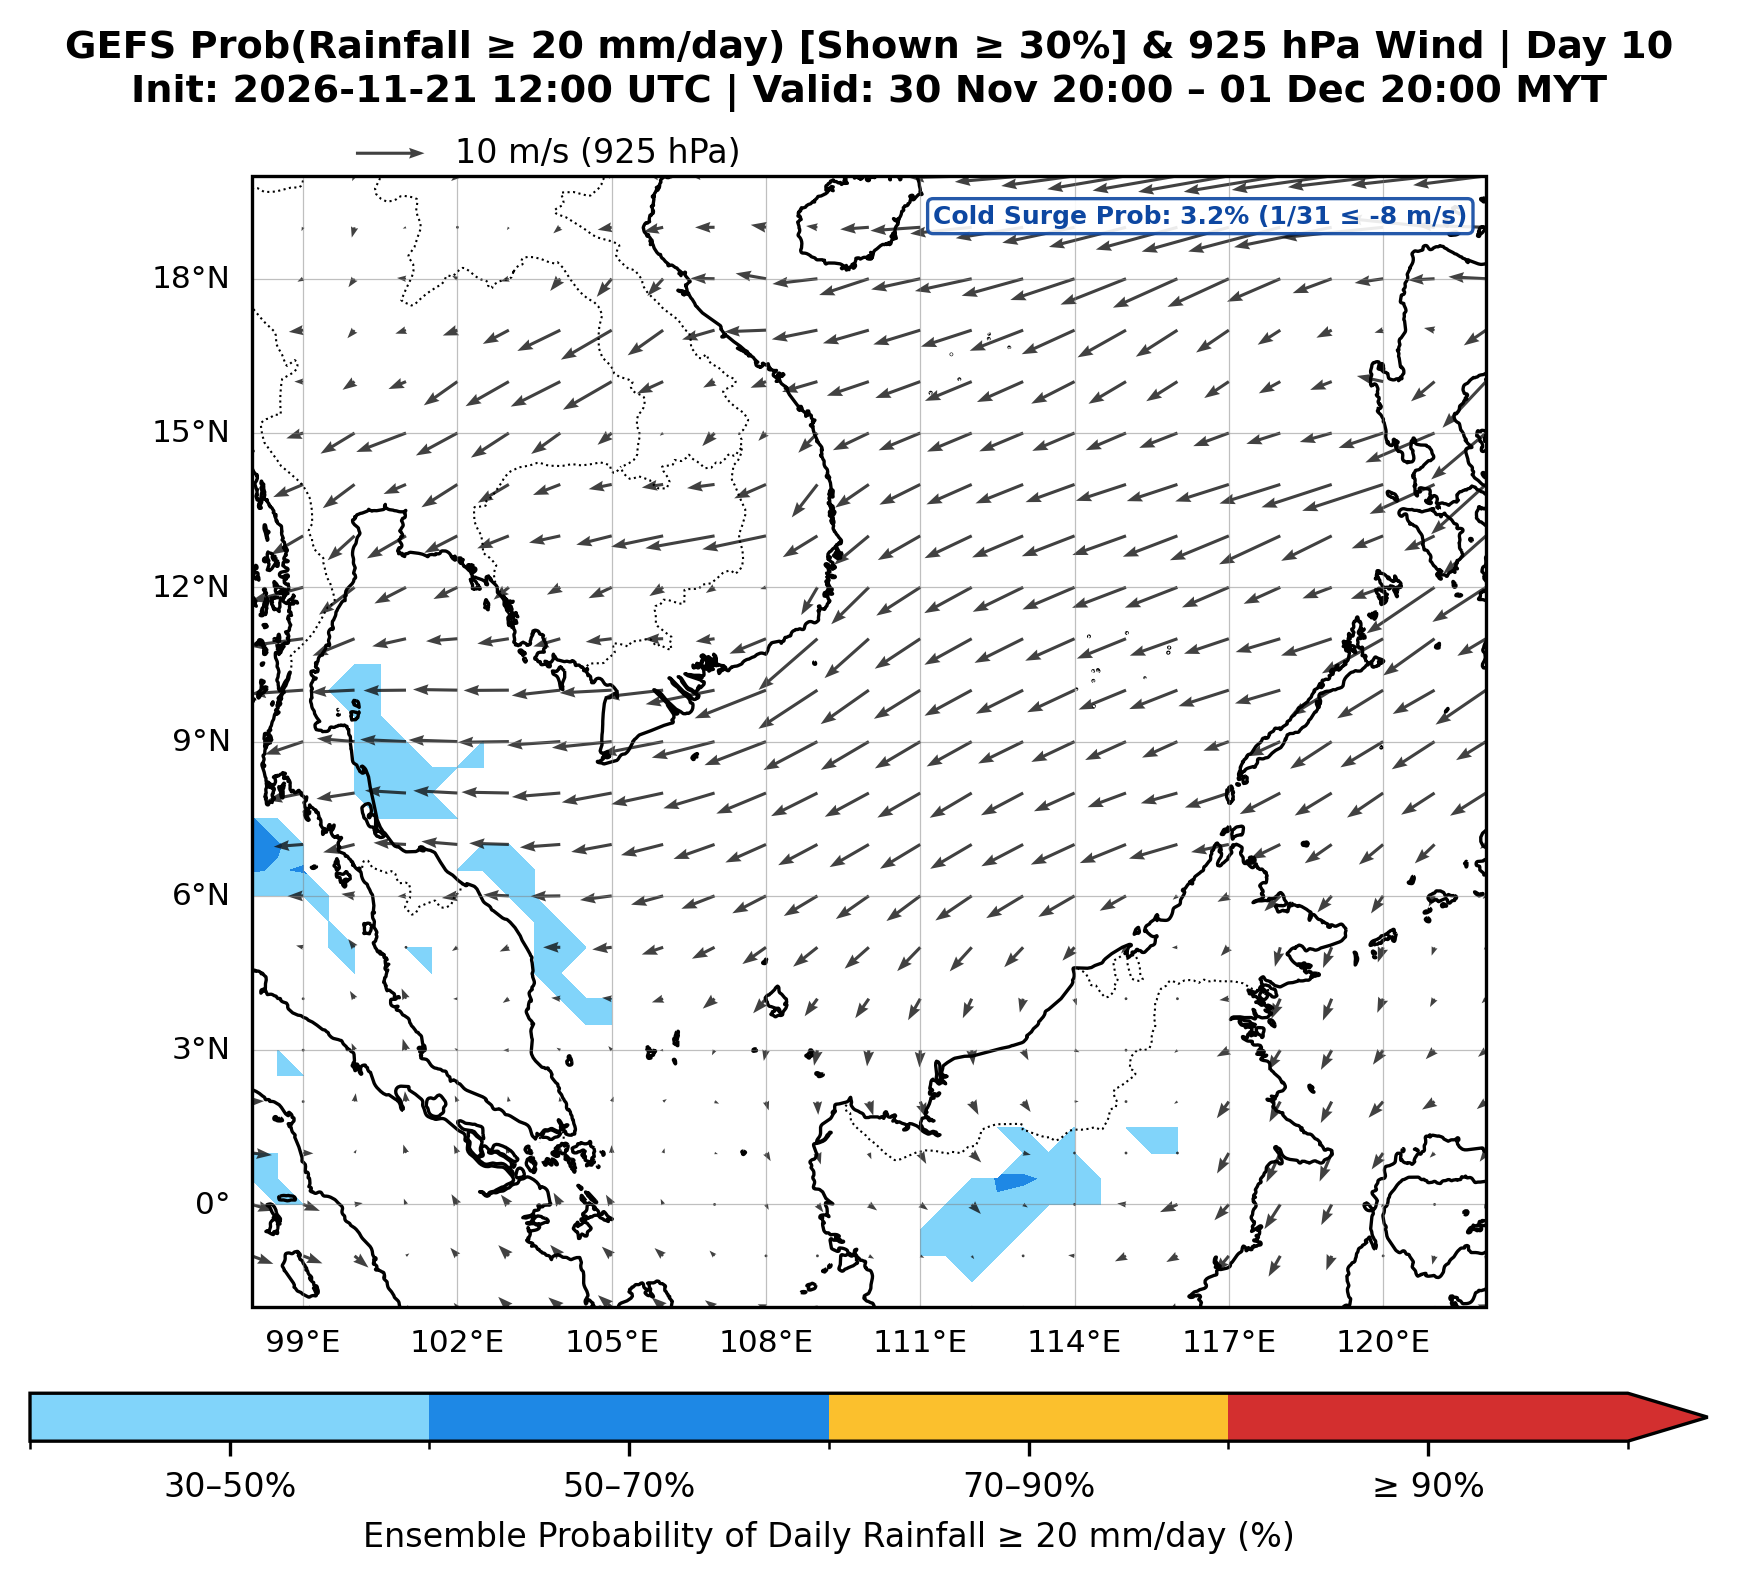 GEFS Prob(Rainfall ≥ 20 mm/day) [Shown ≥ 30%] & 925 hPa Wind | Day 10
Init: 2026-11-21 12:00 UTC | Valid: 30 Nov 20:00 – 01 Dec 20:00 MYT
10 m/s (925 hPa)
Cold Surge Prob: 3.2% (1/31 ≤ -8 m/s)
18°N
15°N
12°N
9°N
6°N
3°N
0°
99°E 102°E 105°E 108°E 111°E 114°E 117°E 120°E
30–50% 50–70% 70–90% ≥ 90%
Ensemble Probability of Daily Rainfall ≥ 20 mm/day (%)